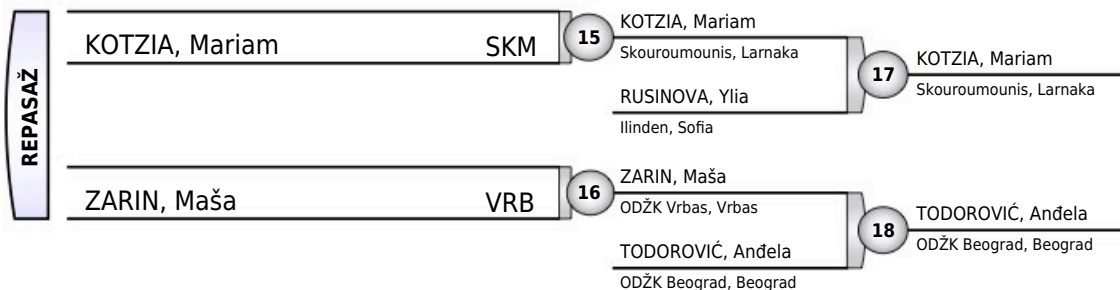 REPASAŽ
KOTZIA, Mariam SKM
15
KOTZIA, Mariam
Skouroumounis, Larnaka
RUSINOVA, Ylia
Ilinden, Sofia
17
KOTZIA, Mariam
Skouroumounis, Larnaka
ZARIN, Maša VRB
16
ZARIN, Maša
ODŽK Vrbas, Vrbas
TODOROVIĆ, Anđela
ODŽK Beograd, Beograd
18
TODOROVIĆ, Anđela
ODŽK Beograd, Beograd